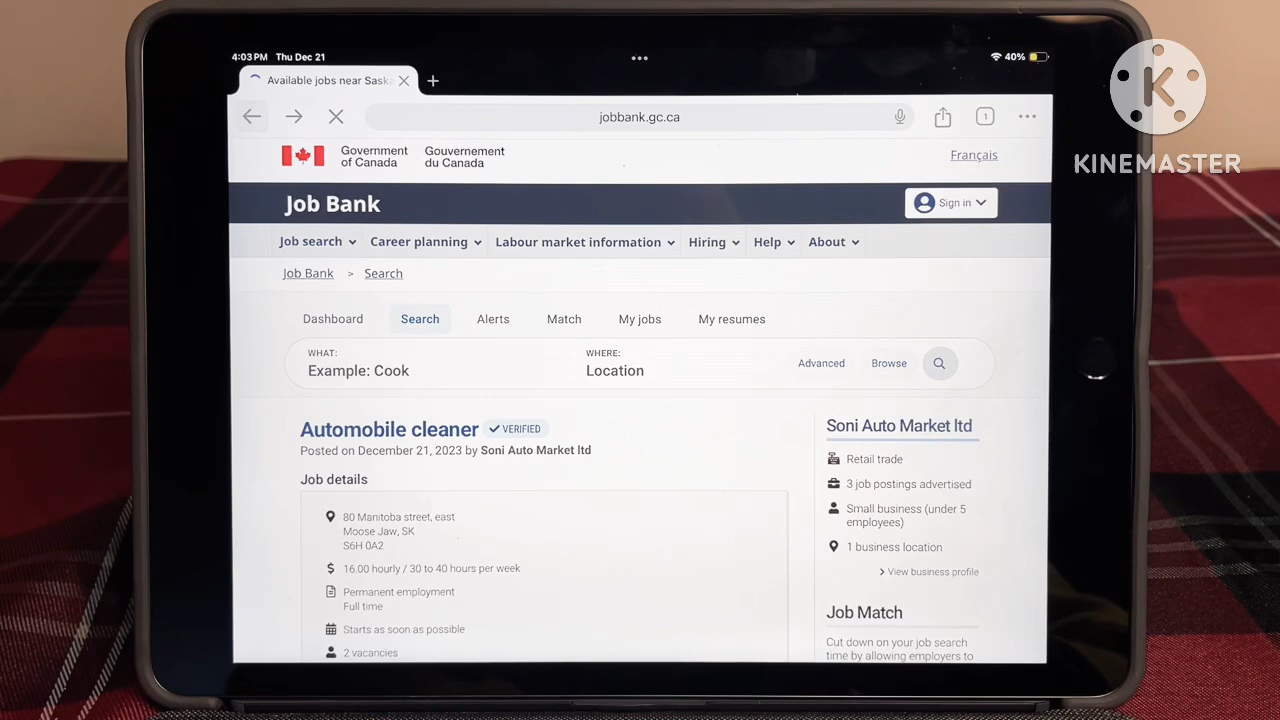 4:03 PM Thu Dec 21
40%
Available jobs near Saska
jobbank.gc.ca
1
Government of Canada
Gouvernement du Canada
Français
Job Bank
Sign in
Job search
Career planning
Labour market information
Hiring
Help
About
Job Bank > Search
Dashboard
Search
Alerts
Match
My jobs
My resumes
WHAT:
Example: Cook
WHERE:
Location
Advanced
Browse
Automobile cleaner
VERIFIED
Posted on December 21, 2023 by Soni Auto Market ltd
Job details
80 Manitoba street, east
Moose Jaw, SK
S6H 0A2
$ 16.00 hourly / 30 to 40 hours per week
Permanent employment
Full time
Starts as soon as possible
2 vacancies
Soni Auto Market ltd
Retail trade
3 job postings advertised
Small business (under 5
employees)
1 business location
> View business profile
Job Match
Cut down on your job search
time by allowing employers to
K
KINEMASTER